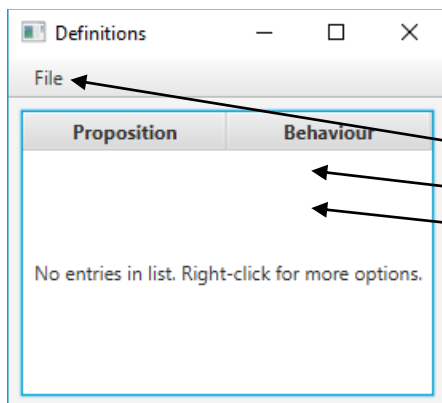 Definitions
File
Proposition Behaviour
No entries in list. Right-click for more options.